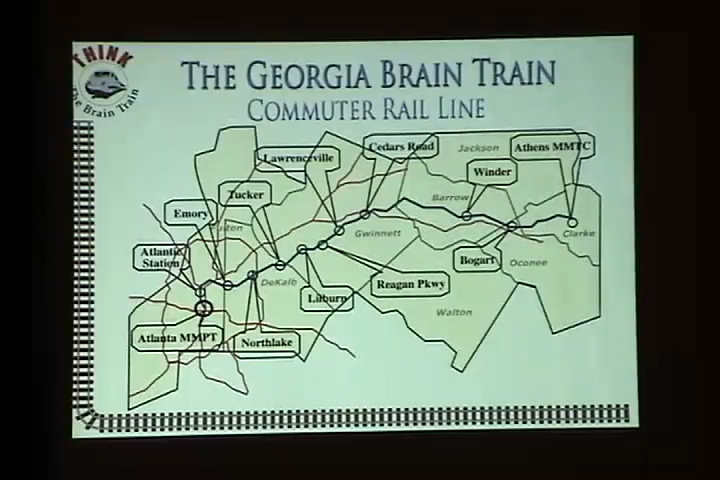 THINK
The Brain Train
THE GEORGIA BRAIN TRAIN
COMMUTER RAIL LINE
Lawrenceville
Cedars Road
Jackson
Athens MMTC
Winder
Tucker
Barrow
Emory
Gwinnett
Clarke
Atlantic
Station
Bogart
Oconee
DeKalb
Reagan Pkwy
Lilburn
Walton
Atlanta MMPT
Northlake